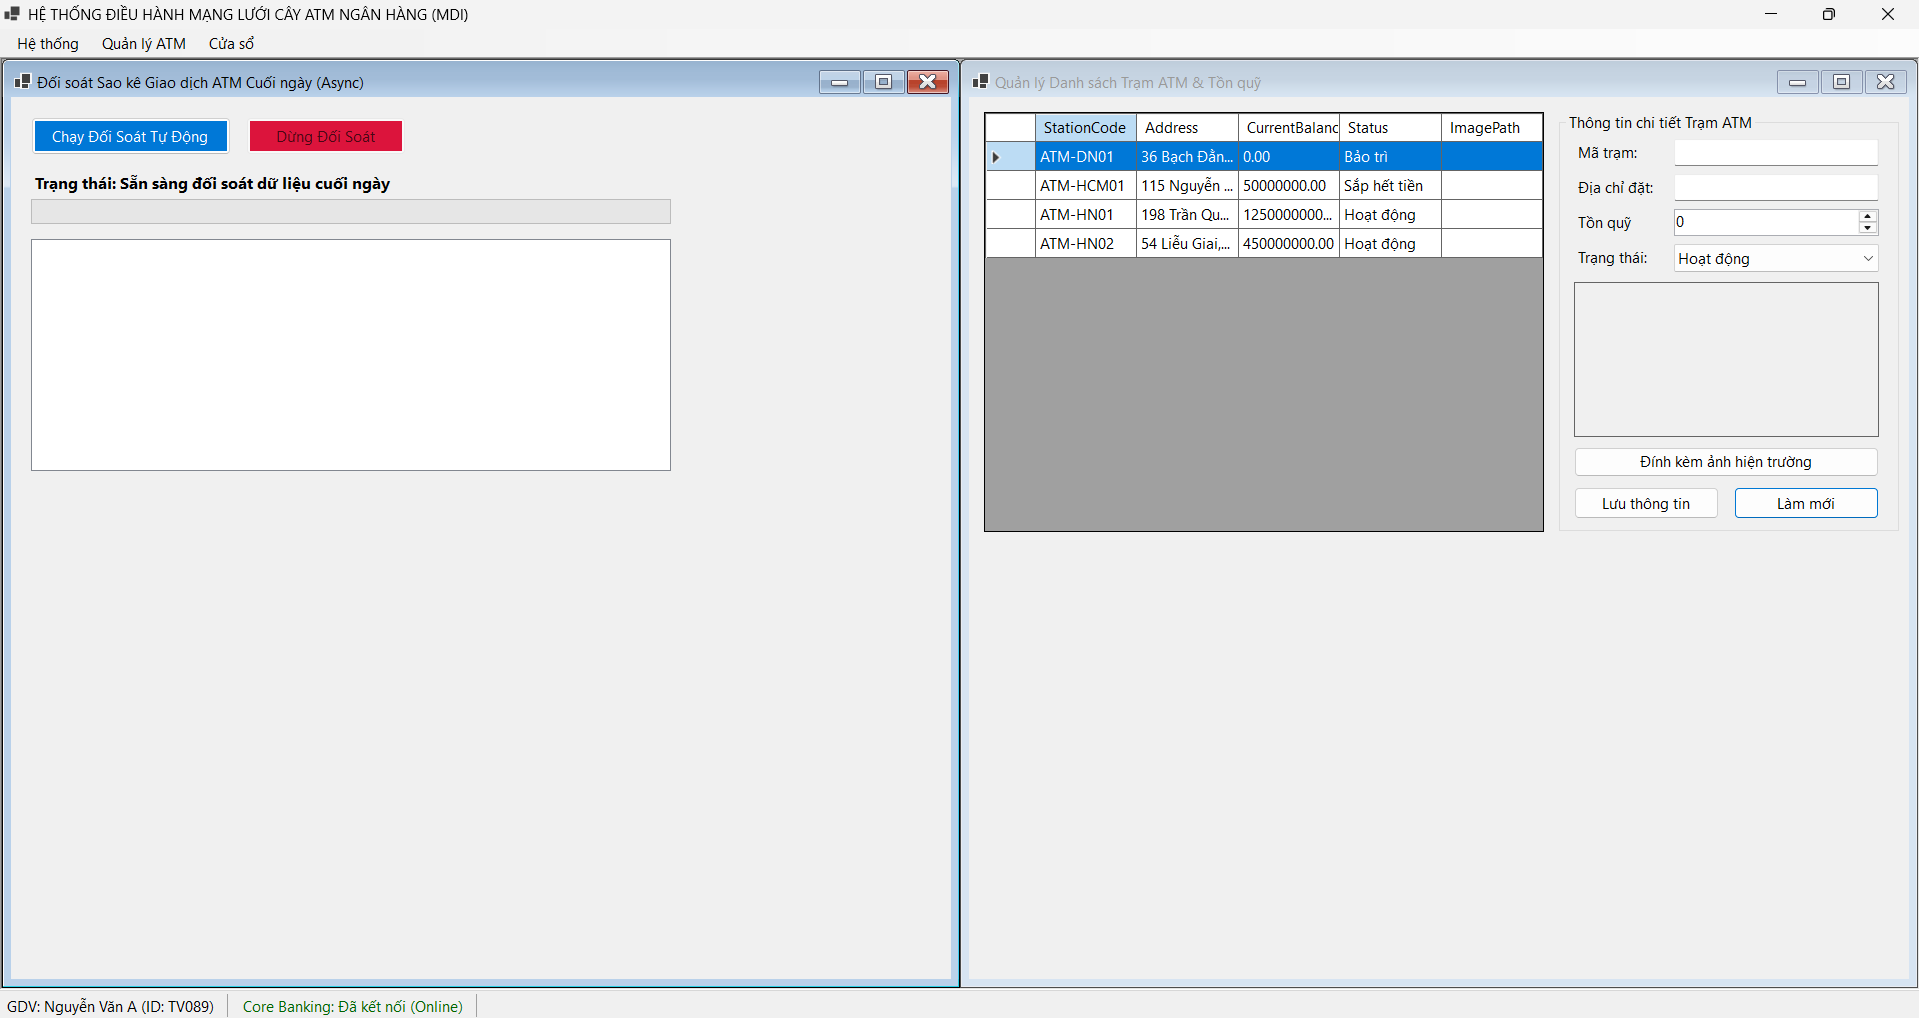 HỆ THỐNG ĐIỀU HÀNH MẠNG LƯỚI CÂY ATM NGÂN HÀNG (MDI)
Hệ thống Quản lý ATM Cửa sổ
Đối soát Sao kê Giao dịch ATM Cuối ngày (Async)
Chạy Đối Soát Tự Động Dừng Đối Soát
Trạng thái: Sẵn sàng đối soát dữ liệu cuối ngày
Quản lý Danh sách Trạm ATM & Tồn quỹ
StationCode Address CurrentBalanc Status ImagePath
ATM-DN01 36 Bạch Đằn... 0.00 Bảo trì
ATM-HCM01 115 Nguyễn ... 50000000.00 Sắp hết tiền
ATM-HN01 198 Trần Qu... 1250000000... Hoạt động
ATM-HN02 54 Liễu Giai,... 450000000.00 Hoạt động
Thông tin chi tiết Trạm ATM
Mã trạm:
Địa chỉ đặt:
Tồn quỹ 0
Trạng thái: Hoạt động
Đính kèm ảnh hiện trường
Lưu thông tin Làm mới
GDV: Nguyễn Văn A (ID: TV089) Core Banking: Đã kết nối (Online)